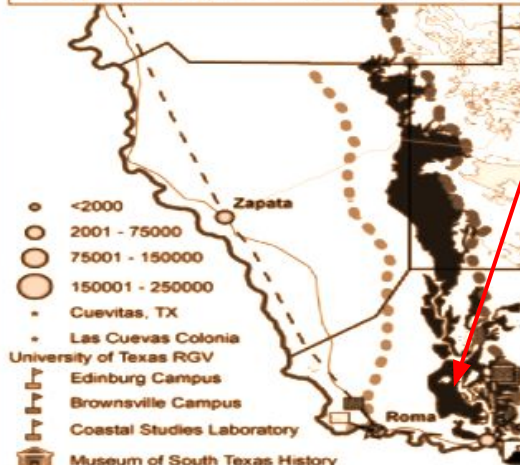 Zapata
<2000
2001 - 75000
75001 - 150000
150001 - 250000
Cuevitas, TX
Las Cuevas Colonia
University of Texas RGV
Edinburg Campus
Brownsville Campus
Roma
Coastal Studies Laboratory
Museum of South Texas History